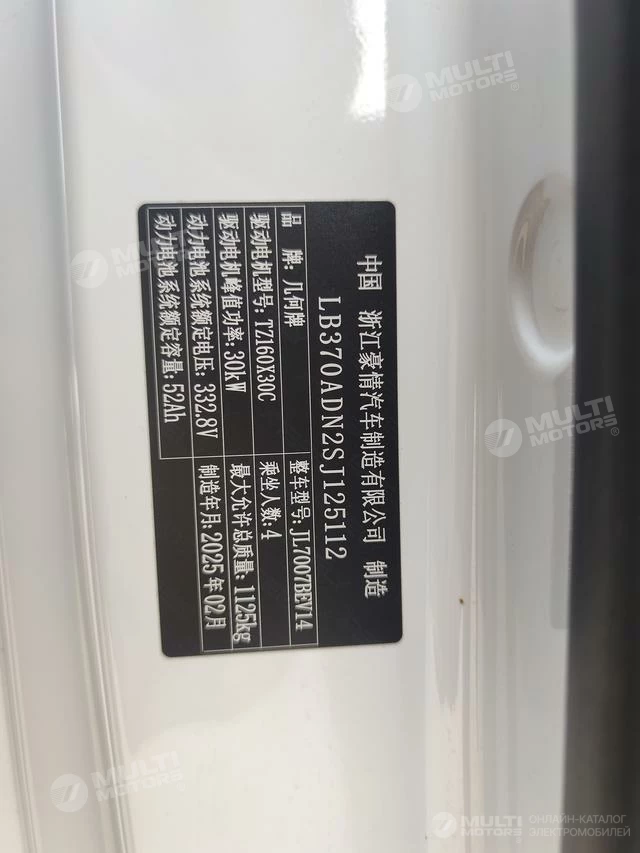 中国 浙江豪情汽车制造有限公司 制造
LB370ADN2SJ125112
品 牌: 几何牌 整车型号: JL7007BEV14
驱动电机型号: TZ160X30C 乘坐人数: 4
驱动电机峰值功率: 30kW 最大允许总质量: 1125kg
动力电池系统额定电压: 332.8V 制造年月: 2025年02月
动力电池系统额定容量: 52Ah
MULTI
MOTORS®
MULTI
MOTORS®
MULTI
MOTORS®
MULTI
MOTORS®
MULTI
MOTORS®
ОНЛАЙН-КАТАЛОГ
ЭЛЕКТРОМОБИЛЕЙ